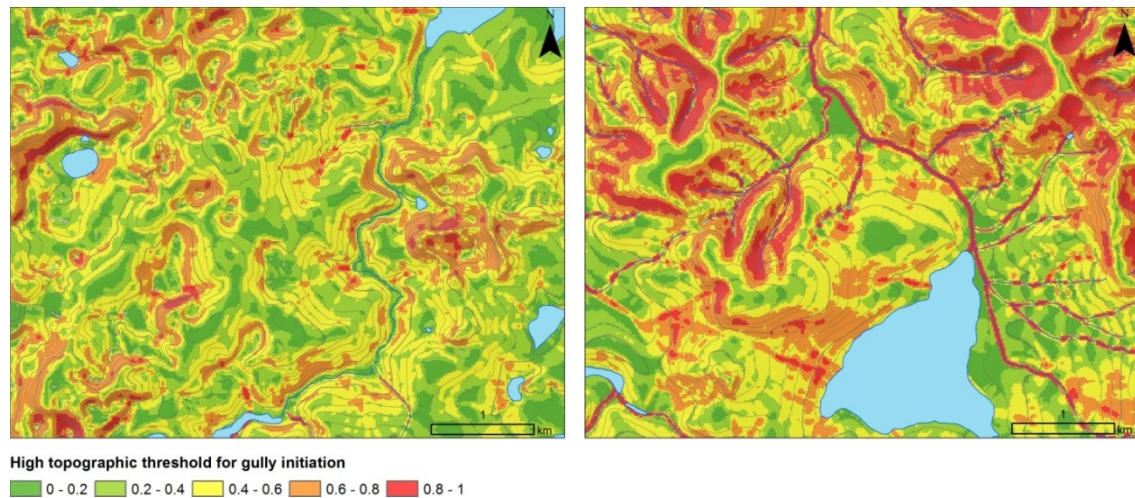 N
N
1
km
1
km
High topographic threshold for gully initiation
0 - 0.2 0.2 - 0.4 0.4 - 0.6 0.6 - 0.8 0.8 - 1